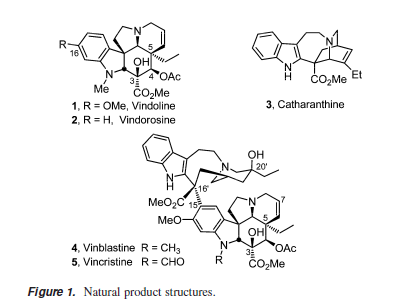 R
16
N
5
OH
3
4
OAc
N
Me
CO₂Me
1, R = OMe, Vindoline
2, R = H, Vindorosine
N
N
H
CO₂Me
Et
3, Catharanthine
OH
20'
N
N
H
16'
MeO₂C
15
MeO
N
7
5
OH
3
OAc
N
R
CO₂Me
4, Vinblastine R = CH₃
5, Vincristine R = CHO
Figure 1. Natural product structures.